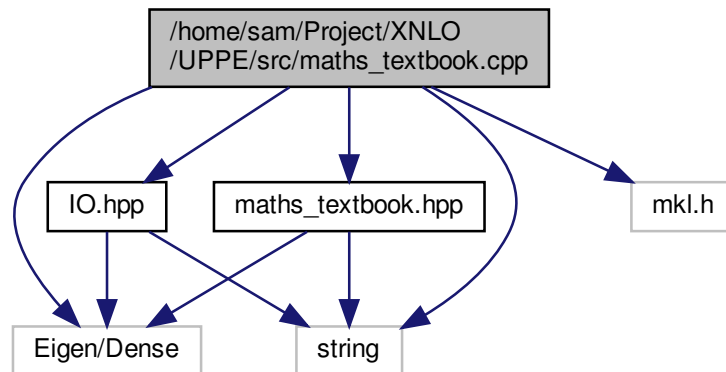 /home/sam/Project/XNLO
/UPPE/src/maths_textbook.cpp
IO.hpp
maths_textbook.hpp
mkl.h
Eigen/Dense
string